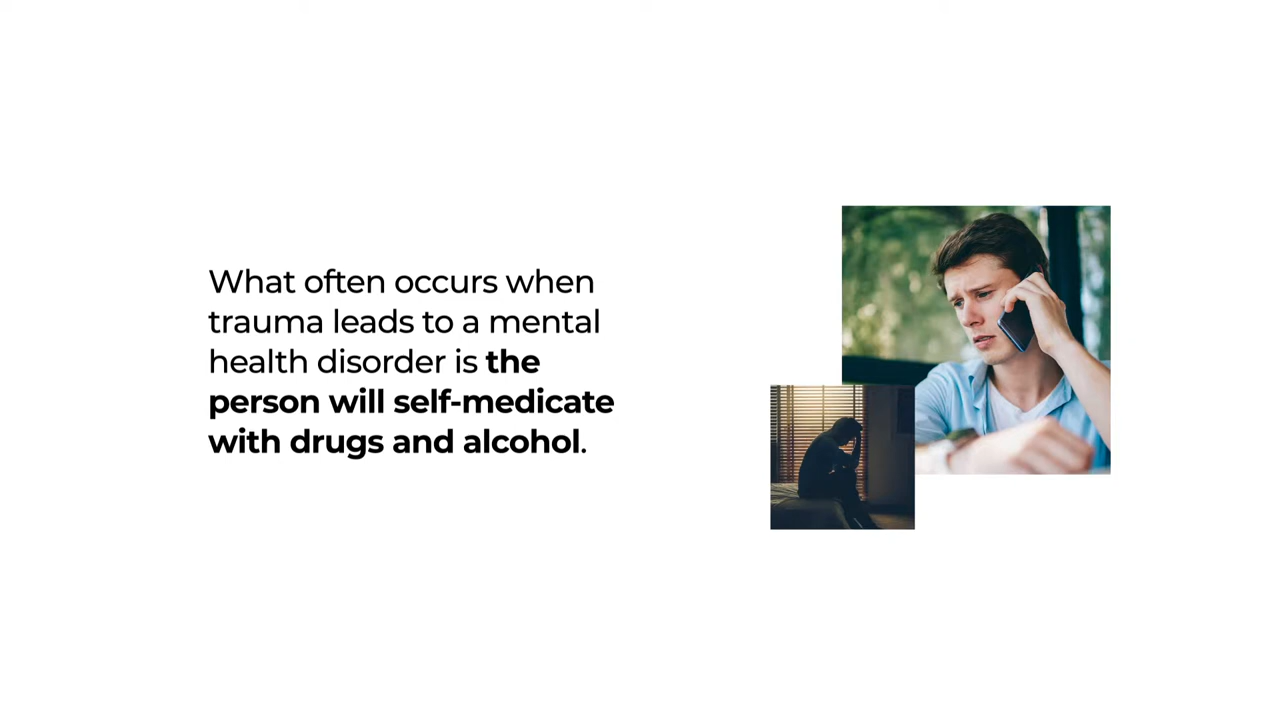 What often occurs when
trauma leads to a mental
health disorder is the
person will self-medicate
with drugs and alcohol.